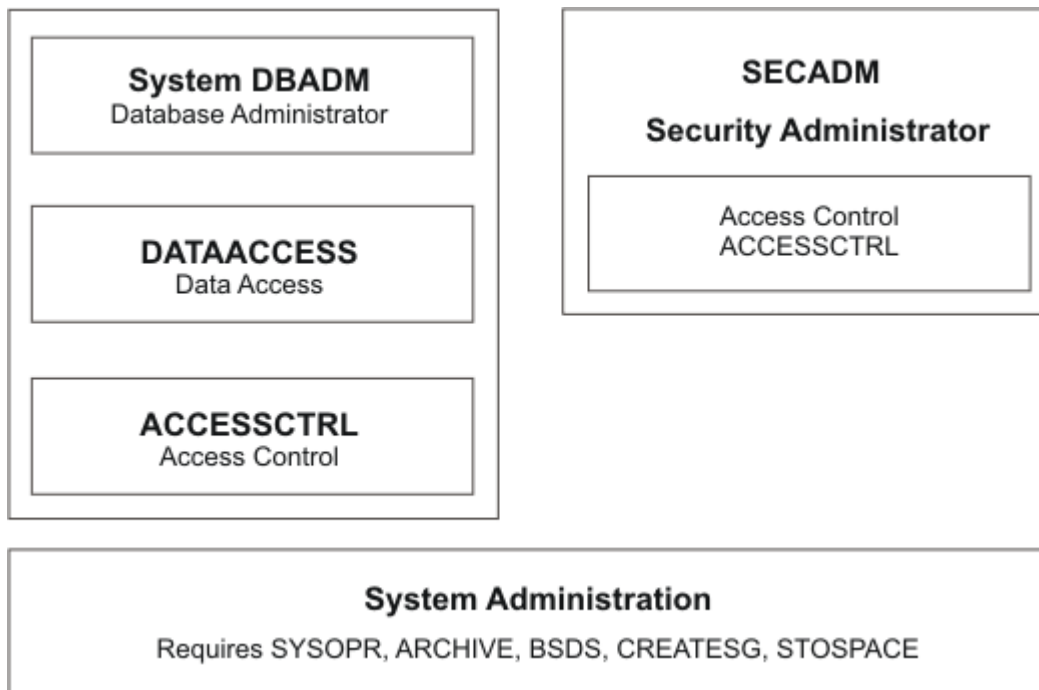 System DBADM
Database Administrator
DATAACCESS
Data Access
ACCESSCTRL
Access Control
SECADM
Security Administrator
Access Control
ACCESSCTRL
System Administration
Requires SYSOPR, ARCHIVE, BSDS, CREATESG, STOSPACE